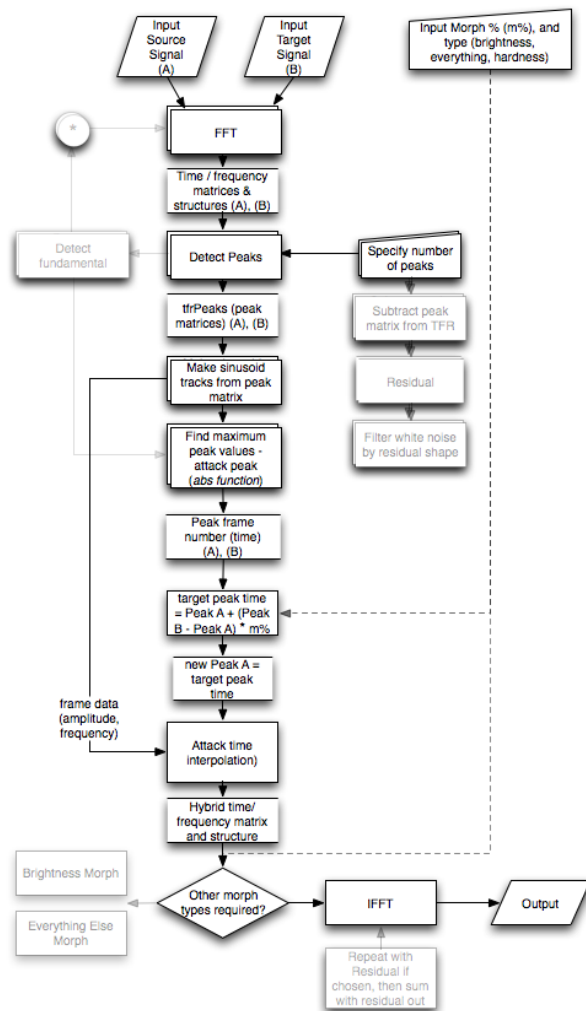 Input
Source
Signal
(A)
Input
Target
Signal
(B)
Input Morph % (m%), and
type (brightness,
everything, hardness)
*
FFT
Time / frequency
matrices &
structures (A), (B)
Detect
fundamental
Detect Peaks
Specify number
of peaks
tfrPeaks (peak
matrices) (A), (B)
Subtract peak
matrix from TFR
Make sinusoid
tracks from peak
matrix
Residual
Find maximum
peak values -
attack peak
(abs function)
Filter white noise
by residual shape
Peak frame
number (time)
(A), (B)
target peak time
= Peak A + (Peak
B - Peak A) * m%
new Peak A =
target peak
time
frame data
(amplitude,
frequency)
Attack time
interpolation)
Hybrid time/
frequency matrix
and structure
Brightness Morph
Everything Else
Morph
Other morph
types required?
IFFT
Output
Repeat with
Residual if
chosen, then sum
with residual out